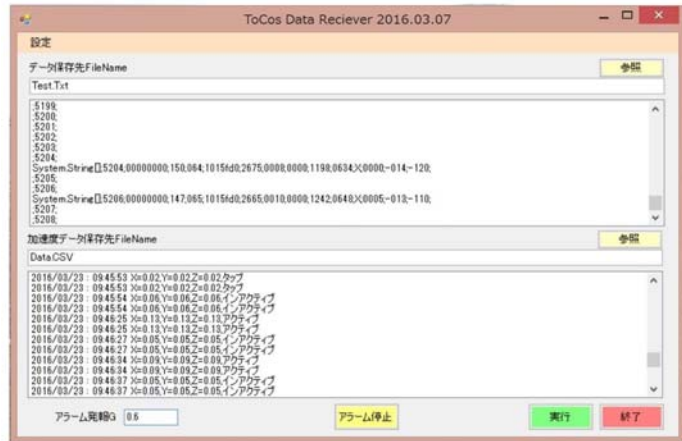 ToCos Data Reciever 2016.03.07
設定
データ保存先FileName
参照
Test.Txt
;5199;
;5200;
;5201;
;5202;
;5203;
;5204;
System.String[];5204;00000000;150;064;1015fd0;2675;0008;0000;1198;0634;X;0000;-014;-120;
;5205;
;5206;
System.String[];5206;00000000;147;065;1015fd0;2665;0010;0000;1242;0648;X;0005;-013;-110;
;5207;
;5208;
加速度データ保存先FileName
参照
Data.CSV
2016/03/23 : 09:45:53 X=0.02,Y=0.02,Z=0.02,タップ
2016/03/23 : 09:45:53 X=0.02,Y=0.02,Z=0.02,タップ
2016/03/23 : 09:45:54 X=0.06,Y=0.06,Z=0.06,インアクティブ
2016/03/23 : 09:45:54 X=0.06,Y=0.06,Z=0.06,インアクティブ
2016/03/23 : 09:46:25 X=0.13,Y=0.13,Z=0.13,アクティブ
2016/03/23 : 09:46:25 X=0.13,Y=0.13,Z=0.13,アクティブ
2016/03/23 : 09:46:27 X=0.05,Y=0.05,Z=0.05,インアクティブ
2016/03/23 : 09:46:27 X=0.05,Y=0.05,Z=0.05,インアクティブ
2016/03/23 : 09:46:34 X=0.09,Y=0.09,Z=0.09,アクティブ
2016/03/23 : 09:46:34 X=0.09,Y=0.09,Z=0.09,アクティブ
2016/03/23 : 09:46:37 X=0.05,Y=0.05,Z=0.05,インアクティブ
2016/03/23 : 09:46:37 X=0.05,Y=0.05,Z=0.05,インアクティブ
アラーム発報G 0.6 アラーム停止 実行 終了